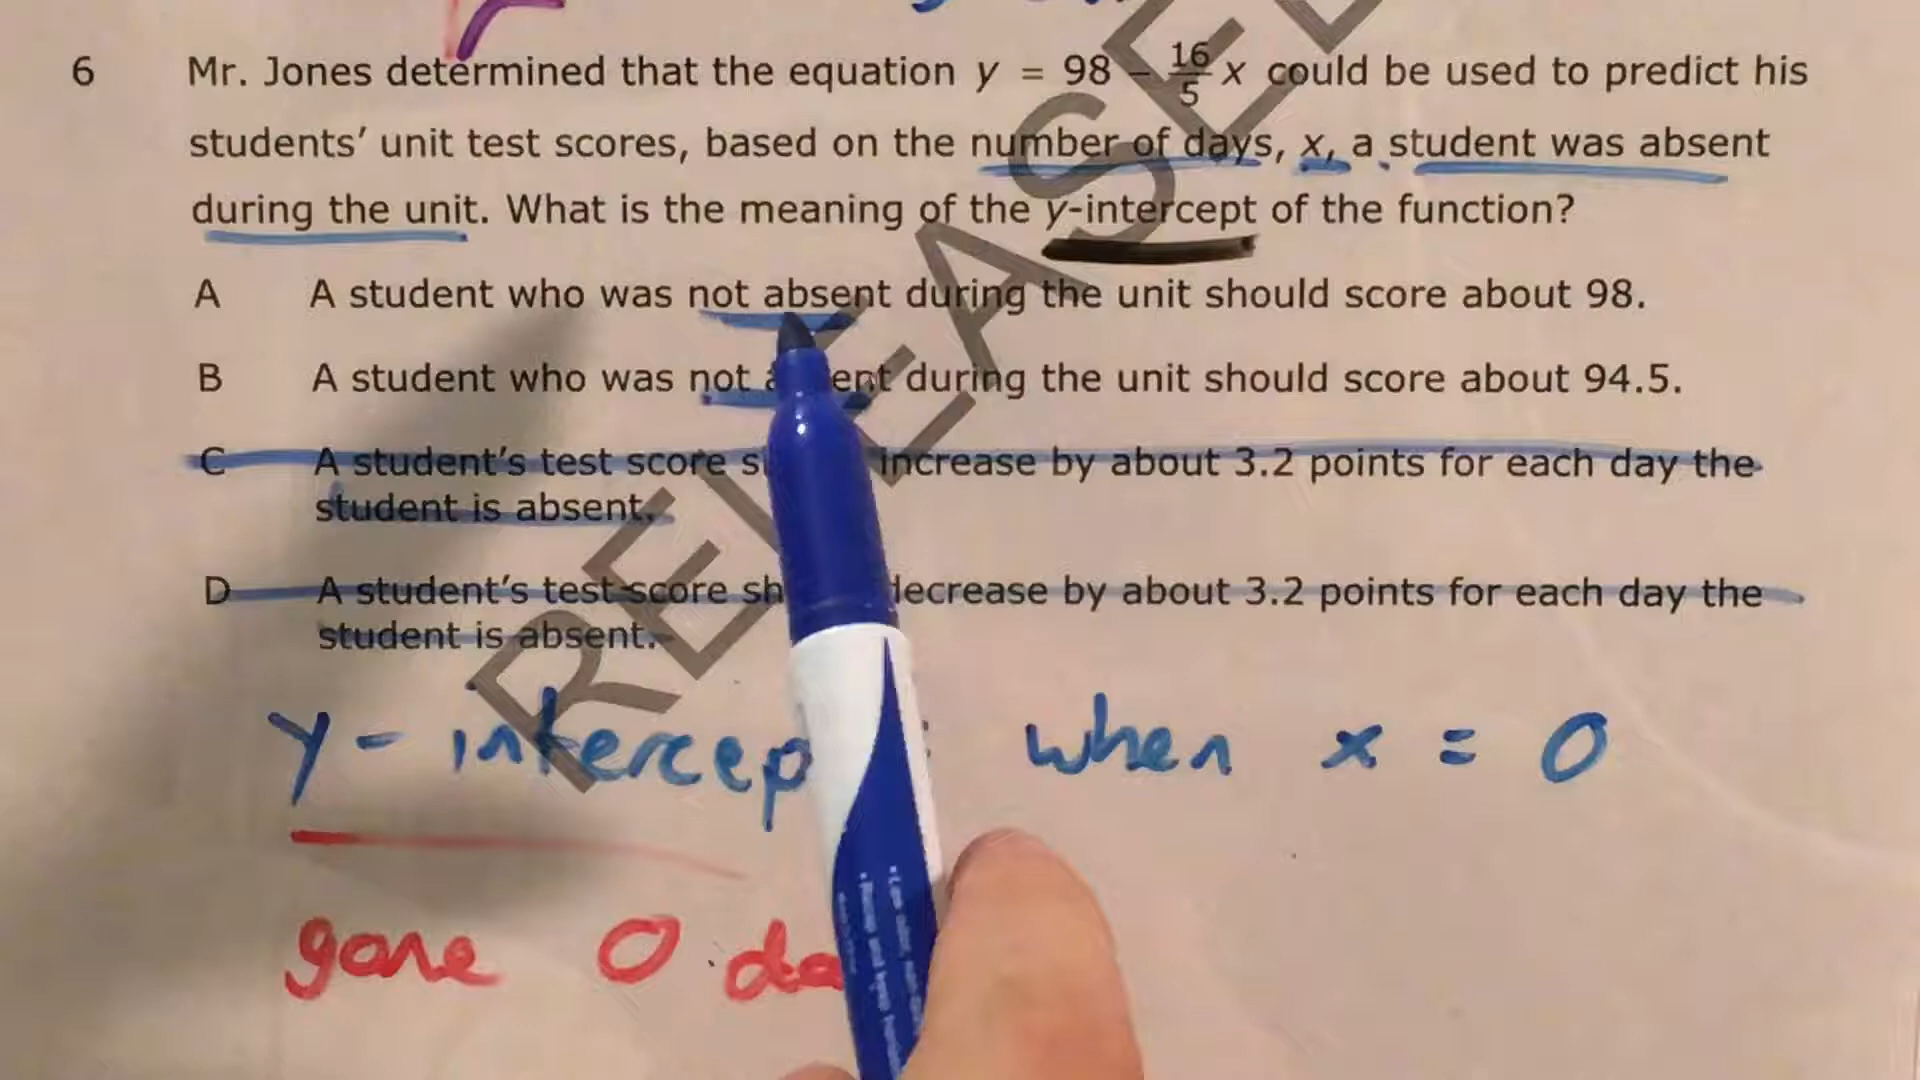 6 Mr. Jones determined that the equation y = 98 - 16/5 x could be used to predict his
students' unit test scores, based on the number of days, x, a student was absent
during the unit. What is the meaning of the y-intercept of the function?
A A student who was not absent during the unit should score about 98.
B A student who was not during the unit should score about 94.5.
C A student's test score increase by about 3.2 points for each day the
student is absent.
D A student's test score decrease by about 3.2 points for each day the
student is absent.
y - intercep : when x = 0
gone 0 da
RELEASED